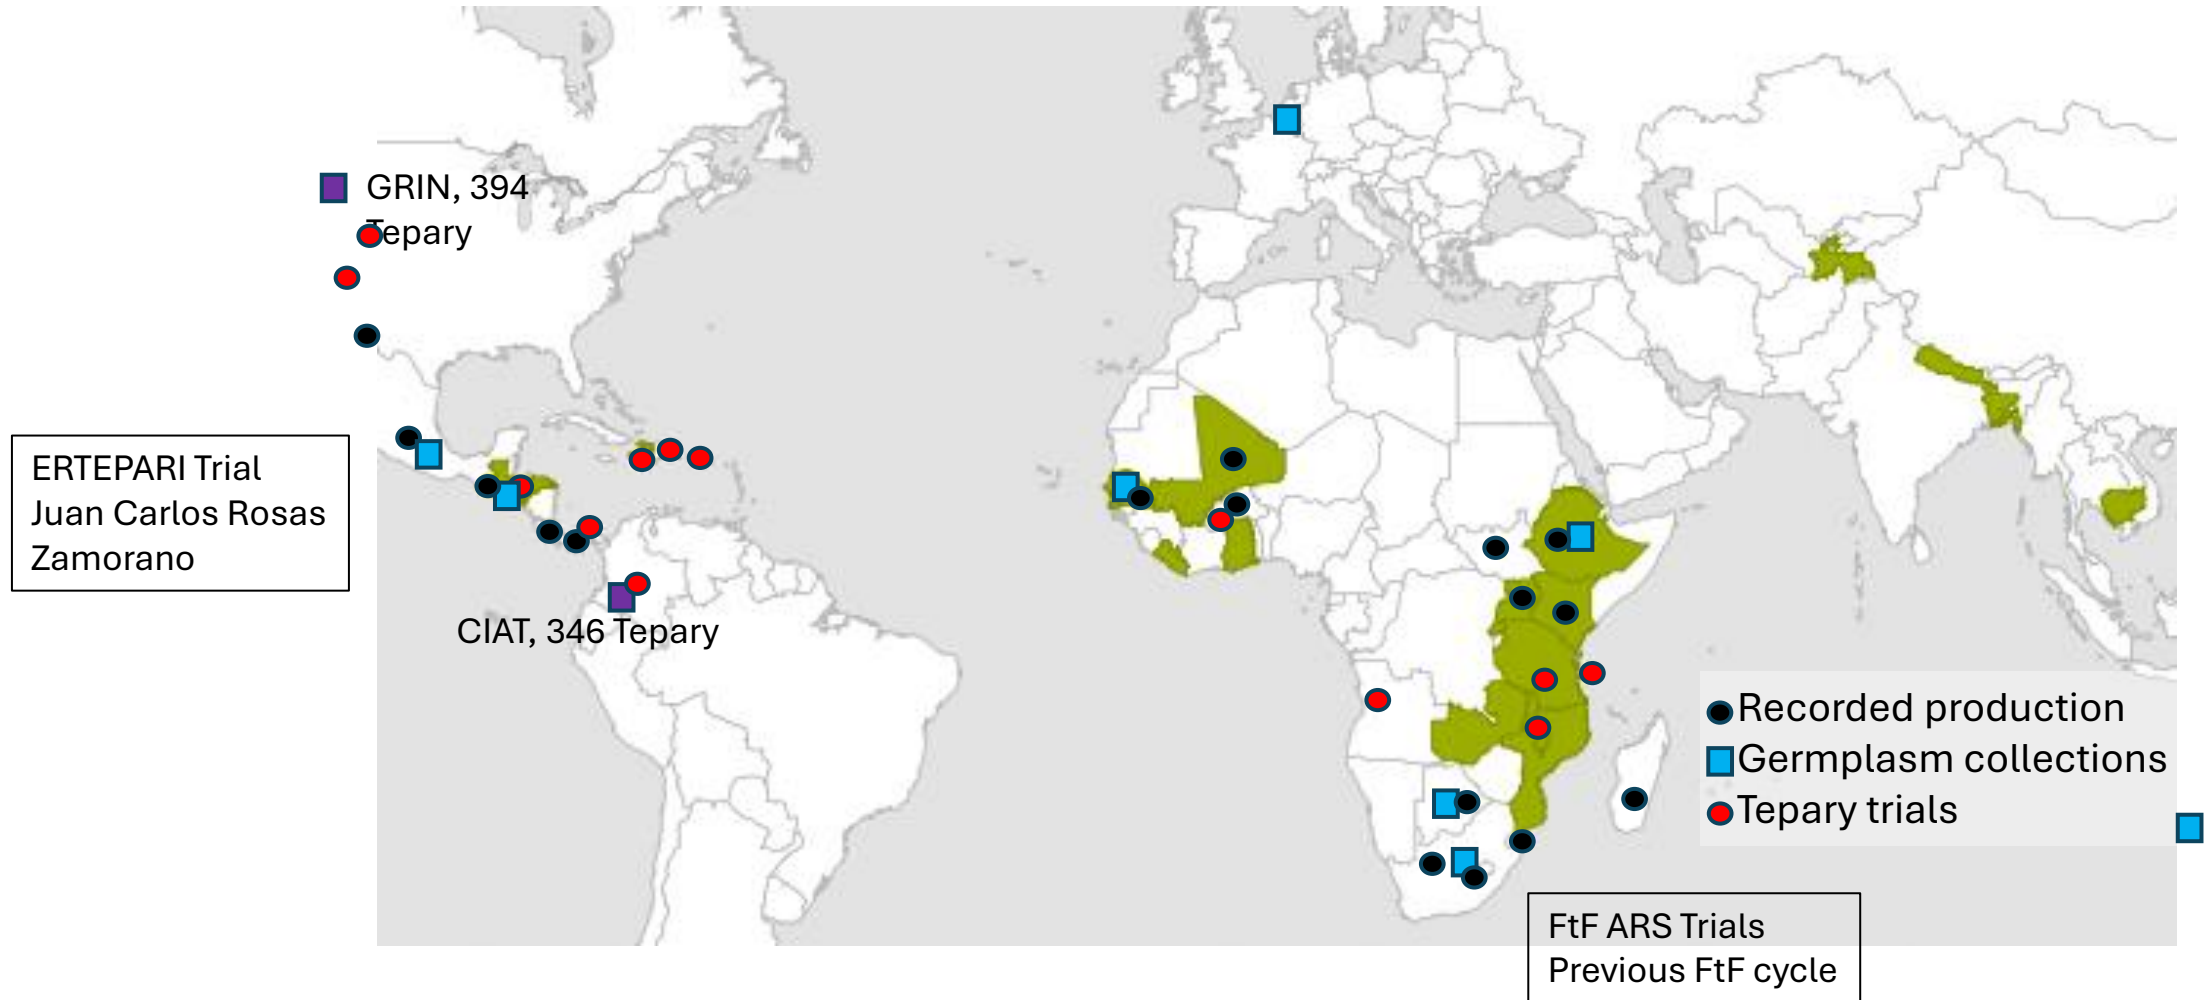 GRIN, 394
Tepary
ERTEPARI Trial
Juan Carlos Rosas
Zamorano
CIAT, 346 Tepary
Recorded production
Germplasm collections
Tepary trials
FtF ARS Trials
Previous FtF cycle